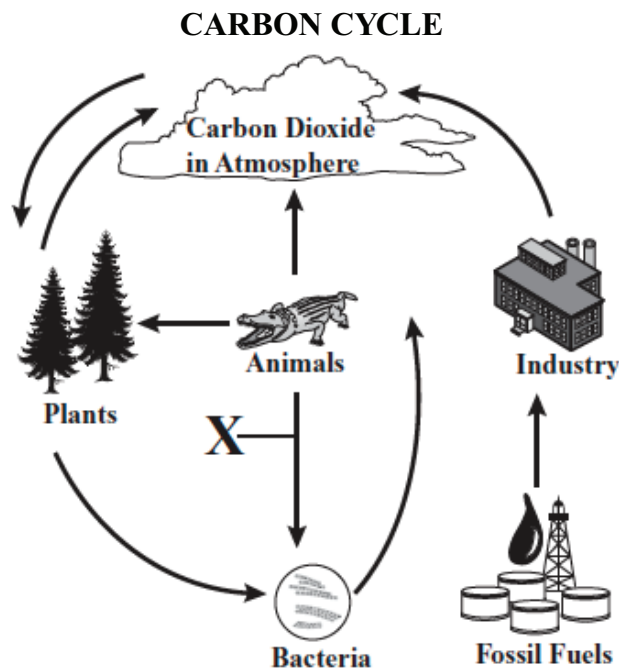 CARBON CYCLE
Carbon Dioxide
in Atmosphere
Animals
Industry
Plants
X
Bacteria
Fossil Fuels